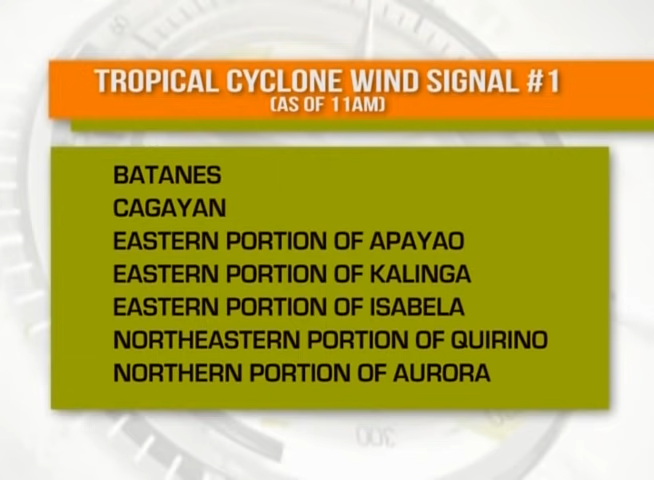 TROPICAL CYCLONE WIND SIGNAL #1
(AS OF 11AM)
BATANES
CAGAYAN
EASTERN PORTION OF APAYAO
EASTERN PORTION OF KALINGA
EASTERN PORTION OF ISABELA
NORTHEASTERN PORTION OF QUIRINO
NORTHERN PORTION OF AURORA
300